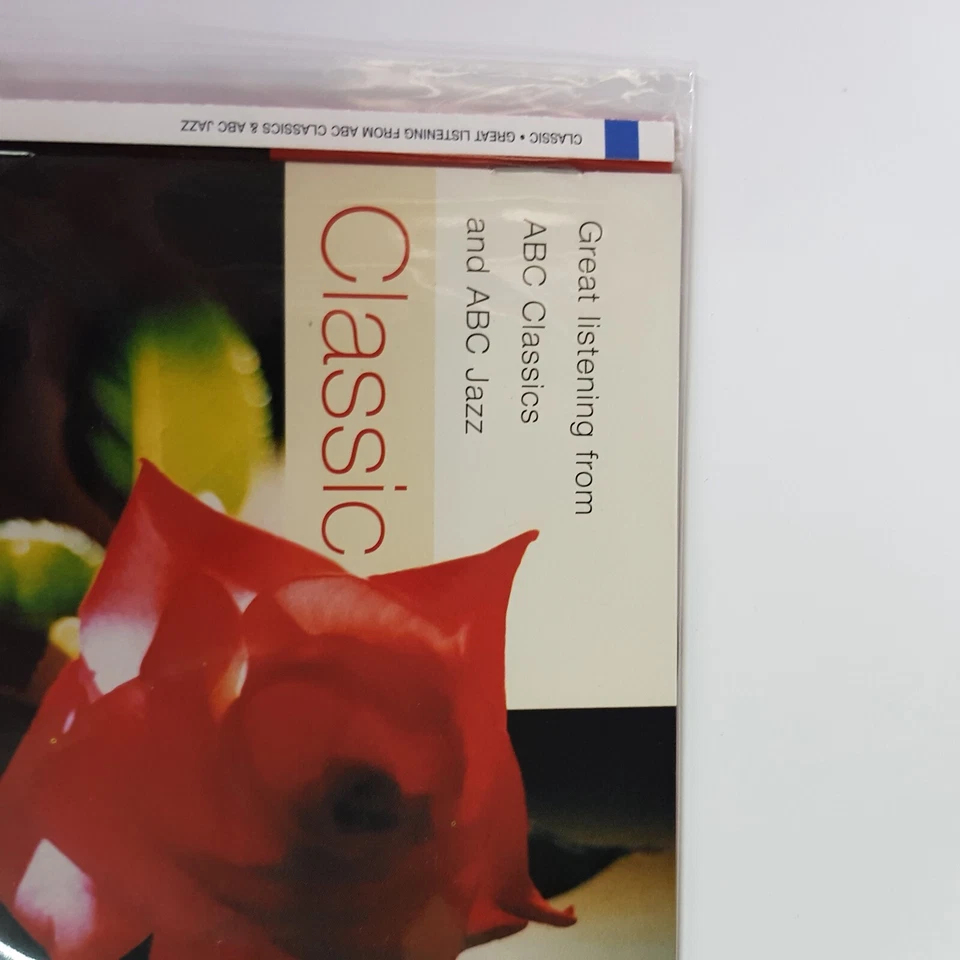 Great listening from
ABC Classics
and ABC Jazz
Classic
CLASSIC • GREAT LISTENING FROM ABC CLASSICS & ABC JAZZ